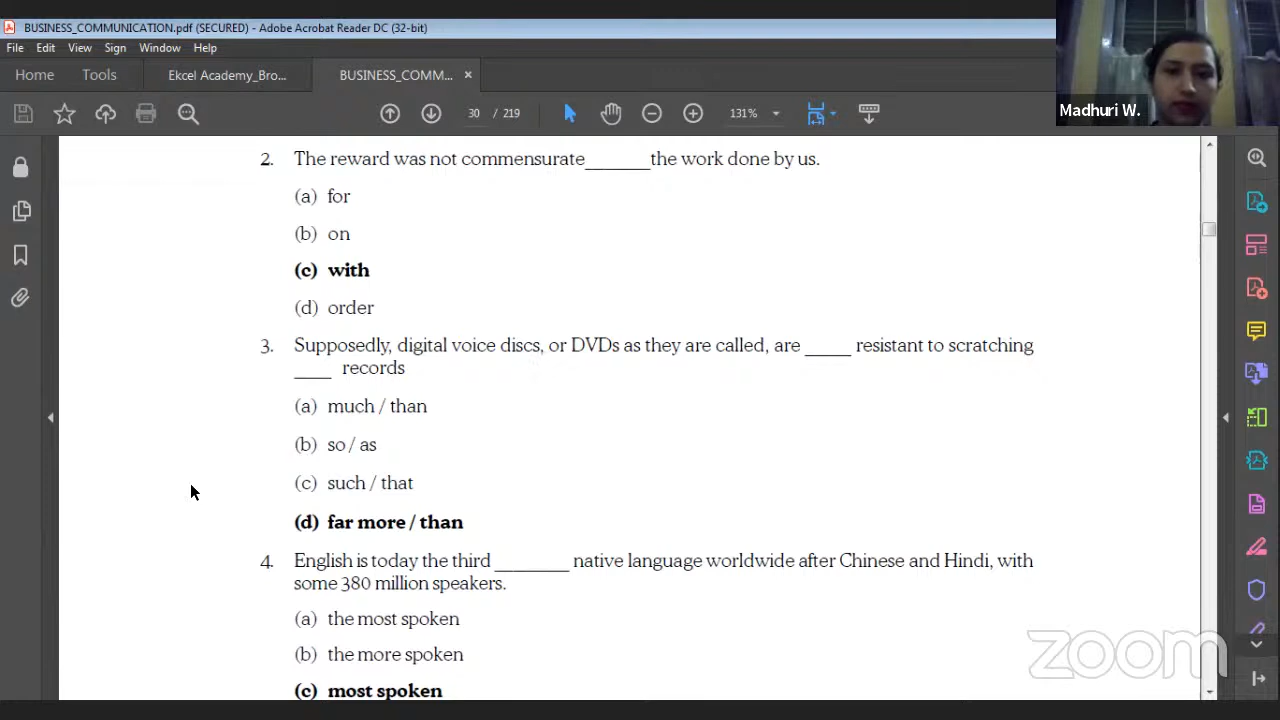 BUSINESS_COMMUNICATION.pdf (SECURED) - Adobe Acrobat Reader DC (32-bit)
File Edit View Sign Window Help
Home Tools Ekcel Academy_Bro... BUSINESS_COMM... ×
30 / 219 131%
Madhuri W.
2. The reward was not commensurate_______the work done by us.
(a) for
(b) on
(c) with
(d) order
3. Supposedly, digital voice discs, or DVDs as they are called, are _____ resistant to scratching
____ records
(a) much / than
(b) so / as
(c) such / that
(d) far more / than
4. English is today the third ________ native language worldwide after Chinese and Hindi, with
some 380 million speakers.
(a) the most spoken
(b) the more spoken
(c) most spoken
zoom